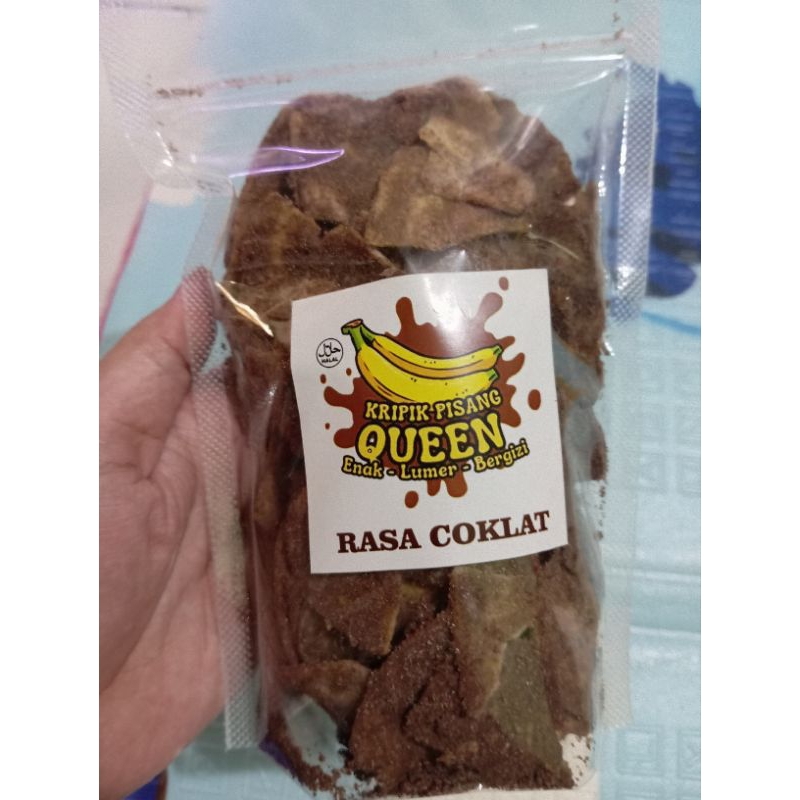 حلال
HALAL
KRIPIK PISANG
QUEEN
Enak - Lumer - Bergizi
RASA COKLAT